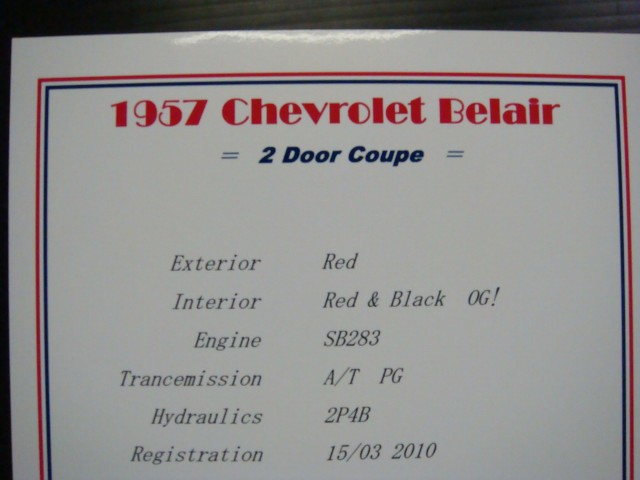 1957 Chevrolet Belair
= 2 Door Coupe =
Exterior Red
Interior Red & Black OG!
Engine SB283
Trancemission A/T PG
Hydraulics 2P4B
Registration 15/03 2010